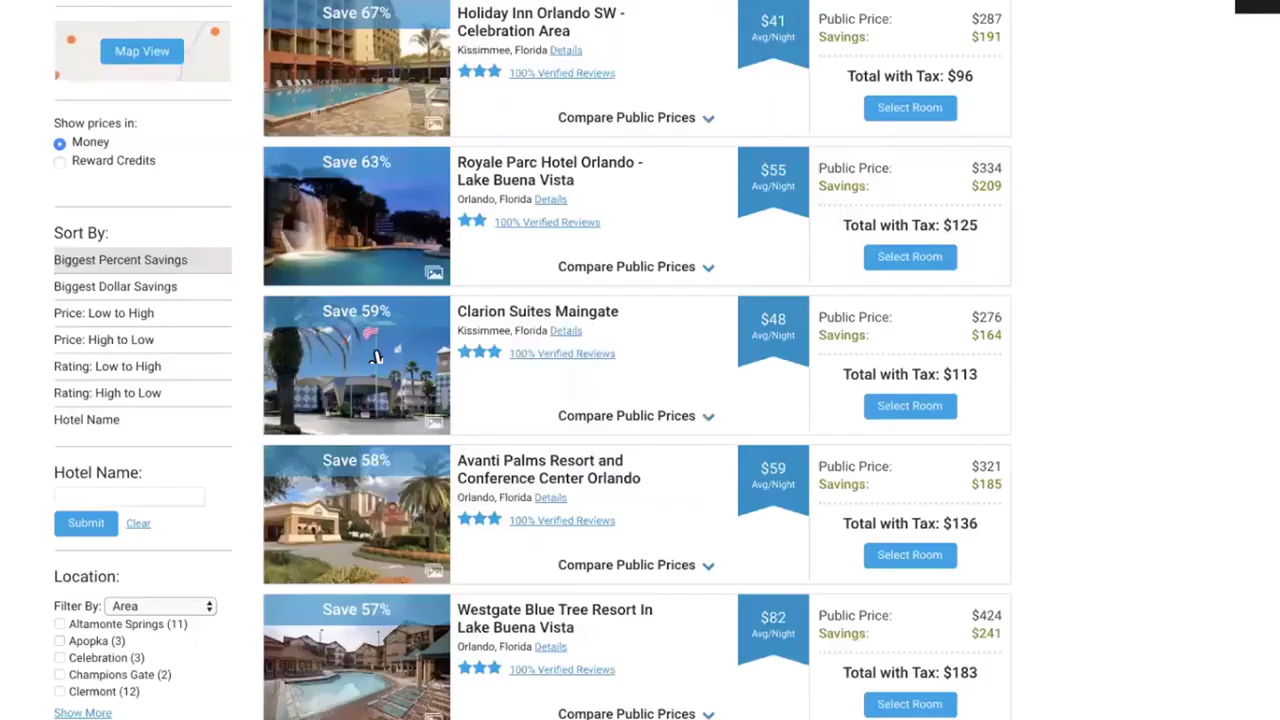 Map View
Show prices in:
Money
Reward Credits
Sort By:
Biggest Percent Savings
Biggest Dollar Savings
Price: Low to High
Price: High to Low
Rating: Low to High
Rating: High to Low
Hotel Name
Hotel Name:
Submit Clear
Location:
Filter By: Area
Altamonte Springs (11)
Apopka (3)
Celebration (3)
Champions Gate (2)
Clermont (12)
Show More
Save 67%
Holiday Inn Orlando SW -
Celebration Area
Kissimmee, Florida Details
100% Verified Reviews
Compare Public Prices
$41
Avg/Night
Public Price: $287
Savings: $191
Total with Tax: $96
Select Room
Save 63%
Royale Parc Hotel Orlando -
Lake Buena Vista
Orlando, Florida Details
100% Verified Reviews
Compare Public Prices
$55
Avg/Night
Public Price: $334
Savings: $209
Total with Tax: $125
Select Room
Save 59%
Clarion Suites Maingate
Kissimmee, Florida Details
100% Verified Reviews
Compare Public Prices
$48
Avg/Night
Public Price: $276
Savings: $164
Total with Tax: $113
Select Room
Save 58%
Avanti Palms Resort and
Conference Center Orlando
Orlando, Florida Details
100% Verified Reviews
Compare Public Prices
$59
Avg/Night
Public Price: $321
Savings: $185
Total with Tax: $136
Select Room
Save 57%
Westgate Blue Tree Resort In
Lake Buena Vista
Orlando, Florida Details
100% Verified Reviews
Compare Public Prices
$82
Avg/Night
Public Price: $424
Savings: $241
Total with Tax: $183
Select Room